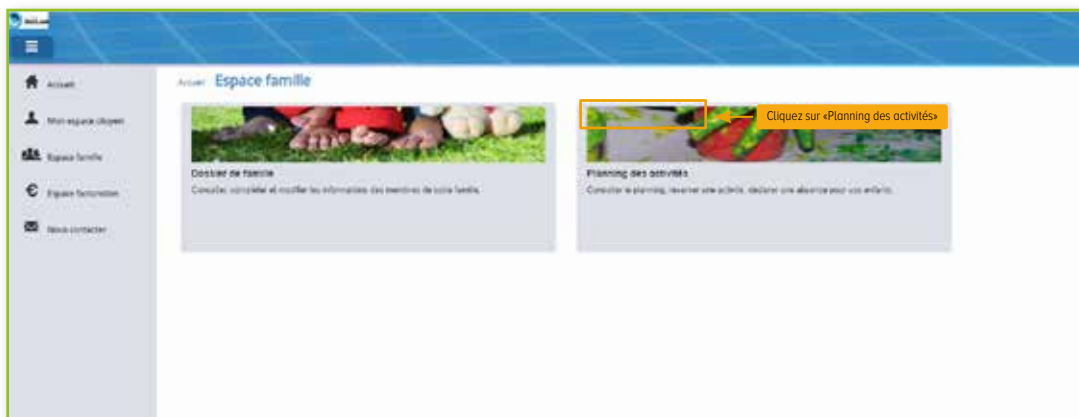 Accueil
Mon espace citoyen
Espace famille
Espace facturation
Nous contacter
Accueil Espace famille
Cliquez sur «Planning des activités»
Dossier de famille
Consulter, compléter et modifier les informations des membres de votre famille.
Planning des activités
Consulter le planning, réserver une activité, déclarer une absence pour vos enfants.